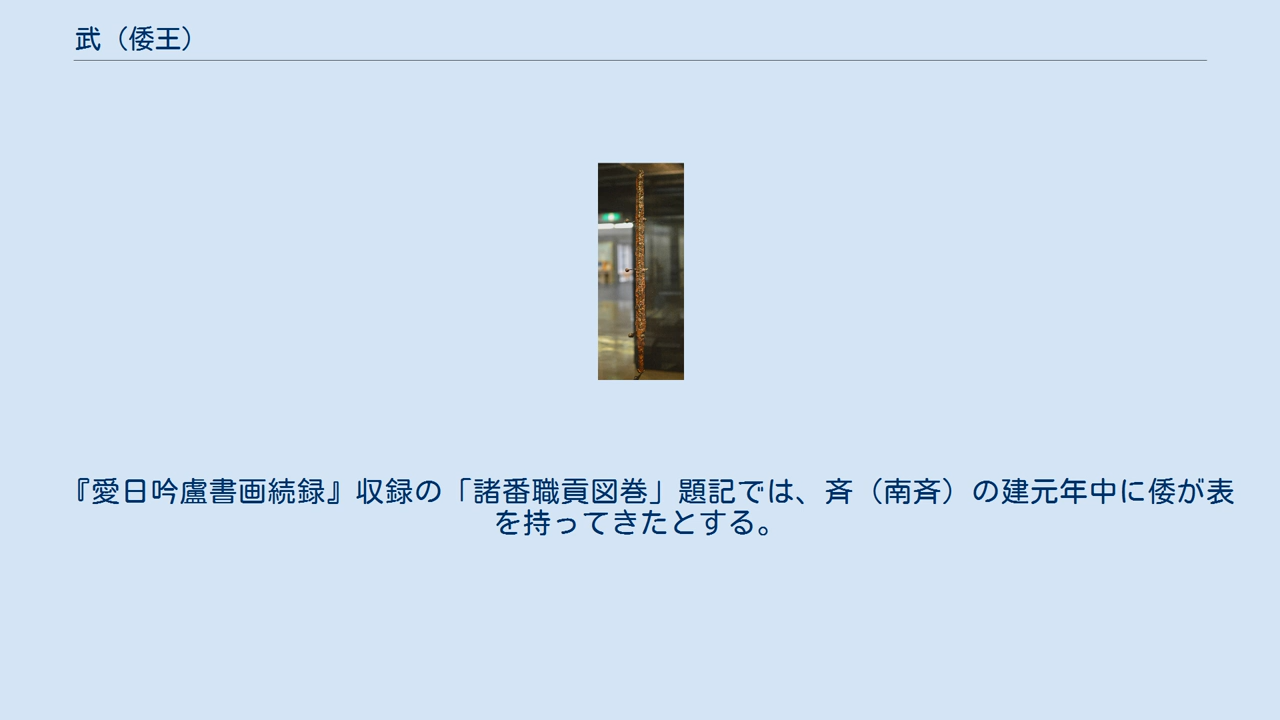 武（倭王）
『愛日吟盧書画続録』収録の「諸番職貢図巻」題記では、斉（南斉）の建元年中に倭が表
を持ってきたとする。